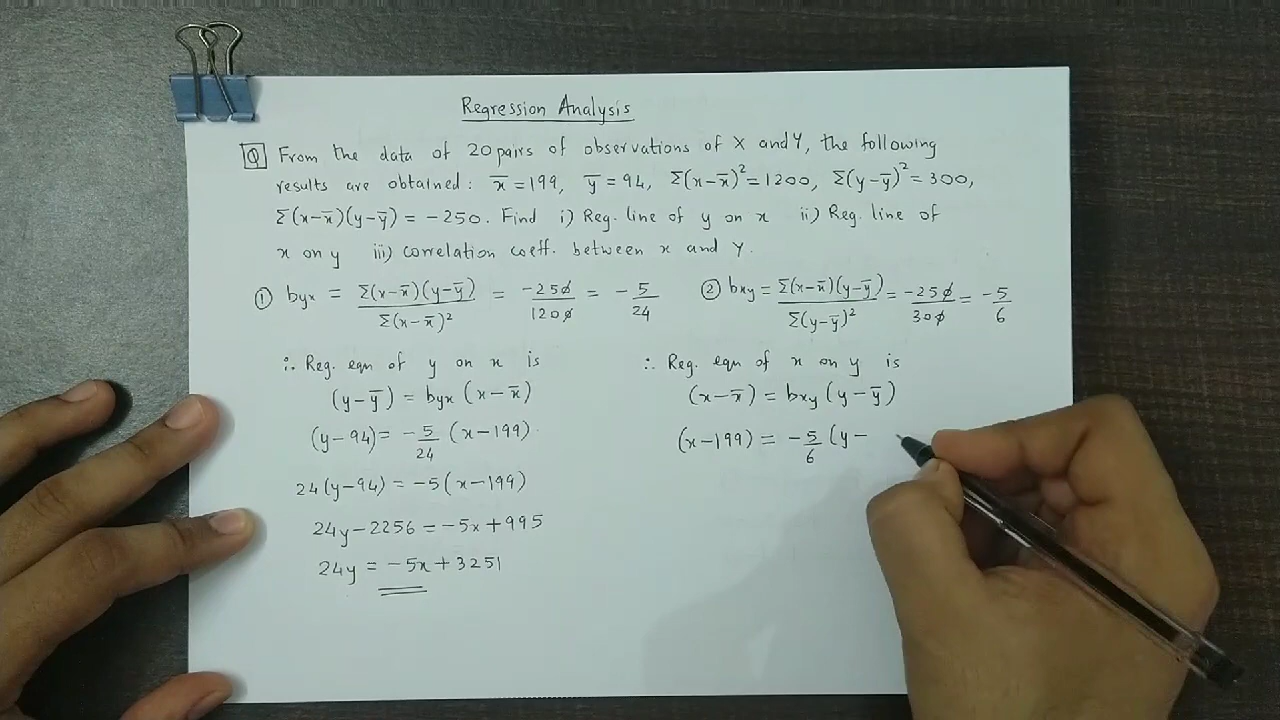 Regression Analysis
Q From the data of 20 pairs of observations of X and Y, the following
results are obtained: x̅ = 199, y̅ = 94, Σ(x-x̅)² = 1200, Σ(y-y̅)² = 300,
Σ(x-x̅)(y-y̅) = -250. Find i) Reg. line of y on x ii) Reg. line of
x on y iii) correlation coeff. between x and Y.
① byx = Σ(x-x̅)(y-y̅) / Σ(x-x̅)² = -250 / 1200 = -5/24
∴ Reg. eqn of y on x is
(y-y̅) = byx (x-x̅)
(y-94) = -5/24 (x-199)
24(y-94) = -5(x-199)
24y-2256 = -5x+995
24y = -5x+3251
② bxy = Σ(x-x̅)(y-y̅) / Σ(y-y̅)² = -250 / 300 = -5/6
∴ Reg. eqn of x on y is
(x-x̅) = bxy (y-y̅)
(x-199) = -5/6 (y-